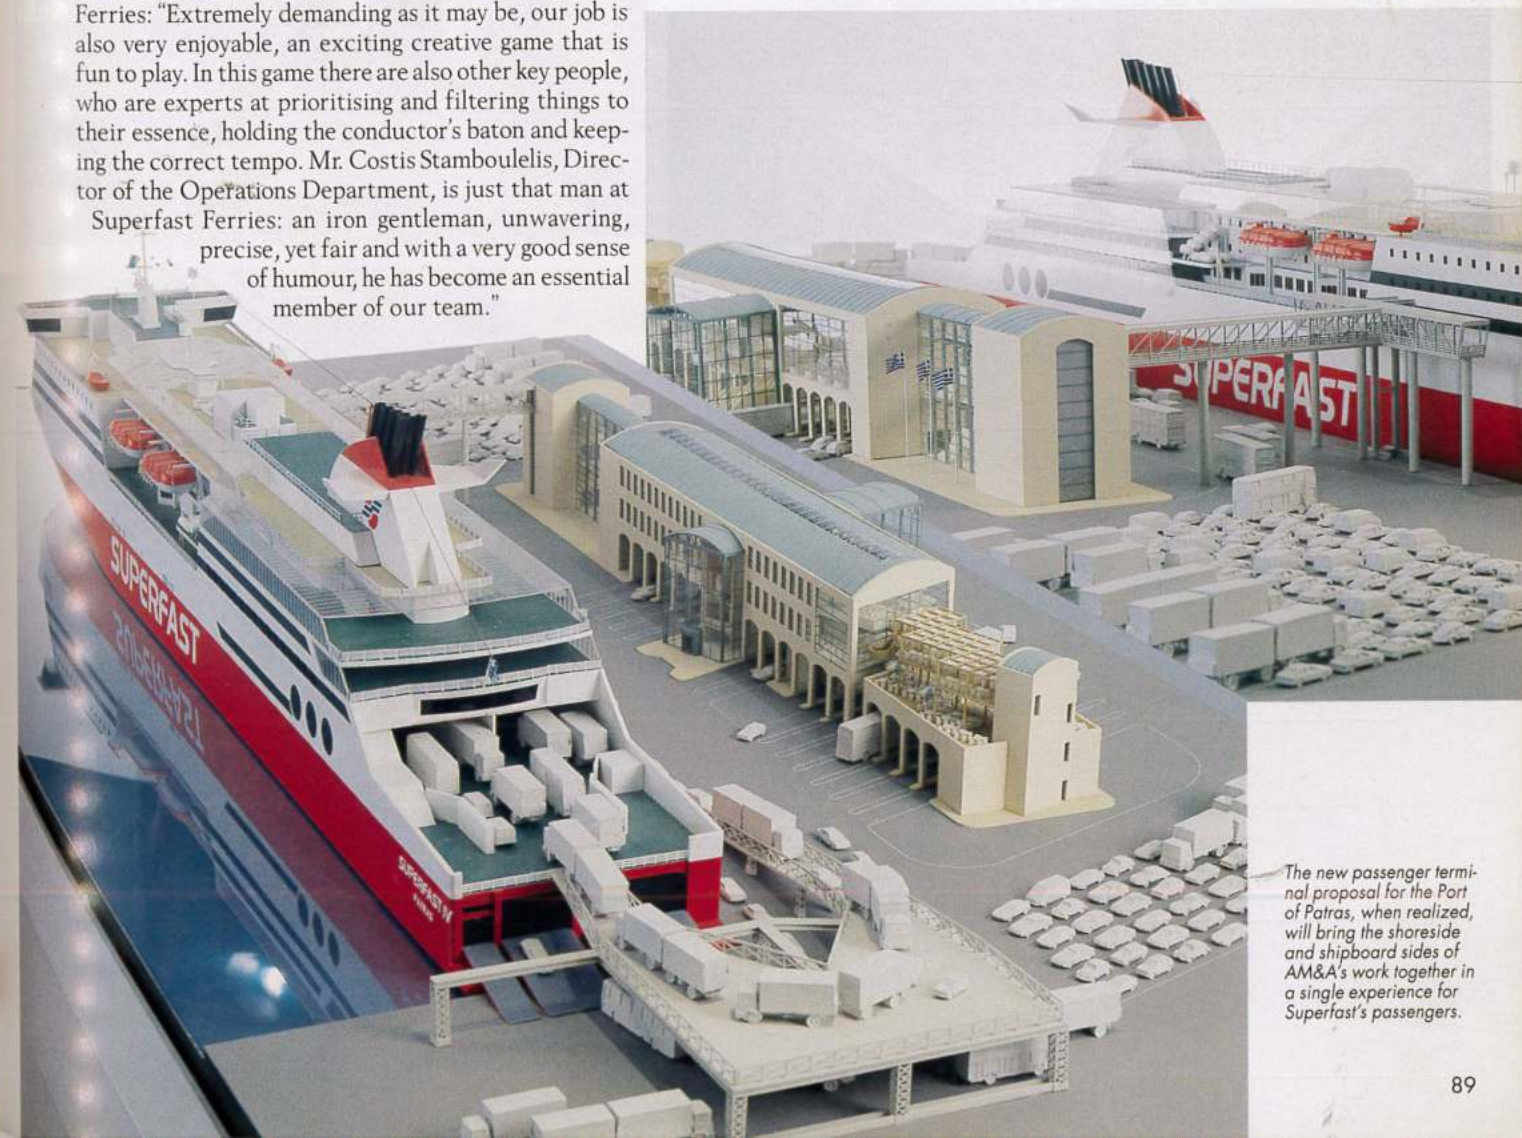 Ferries: “Extremely demanding as it may be, our job is
also very enjoyable, an exciting creative game that is
fun to play. In this game there are also other key people,
who are experts at prioritising and filtering things to
their essence, holding the conductor’s baton and keep-
ing the correct tempo. Mr. Costis Stamboulelis, Direc-
tor of the Operations Department, is just that man at
Superfast Ferries: an iron gentleman, unwavering,
precise, yet fair and with a very good sense
of humour, he has become an essential
member of our team.”
SUPERFAST
SUPERFAST
SUPERFAST
SUPERFAST IV
PATRAS
The new passenger termi-
nal proposal for the Port
of Patras, when realized,
will bring the shoreside
and shipboard sides of
AM&A’s work together in
a single experience for
Superfast’s passengers.
89